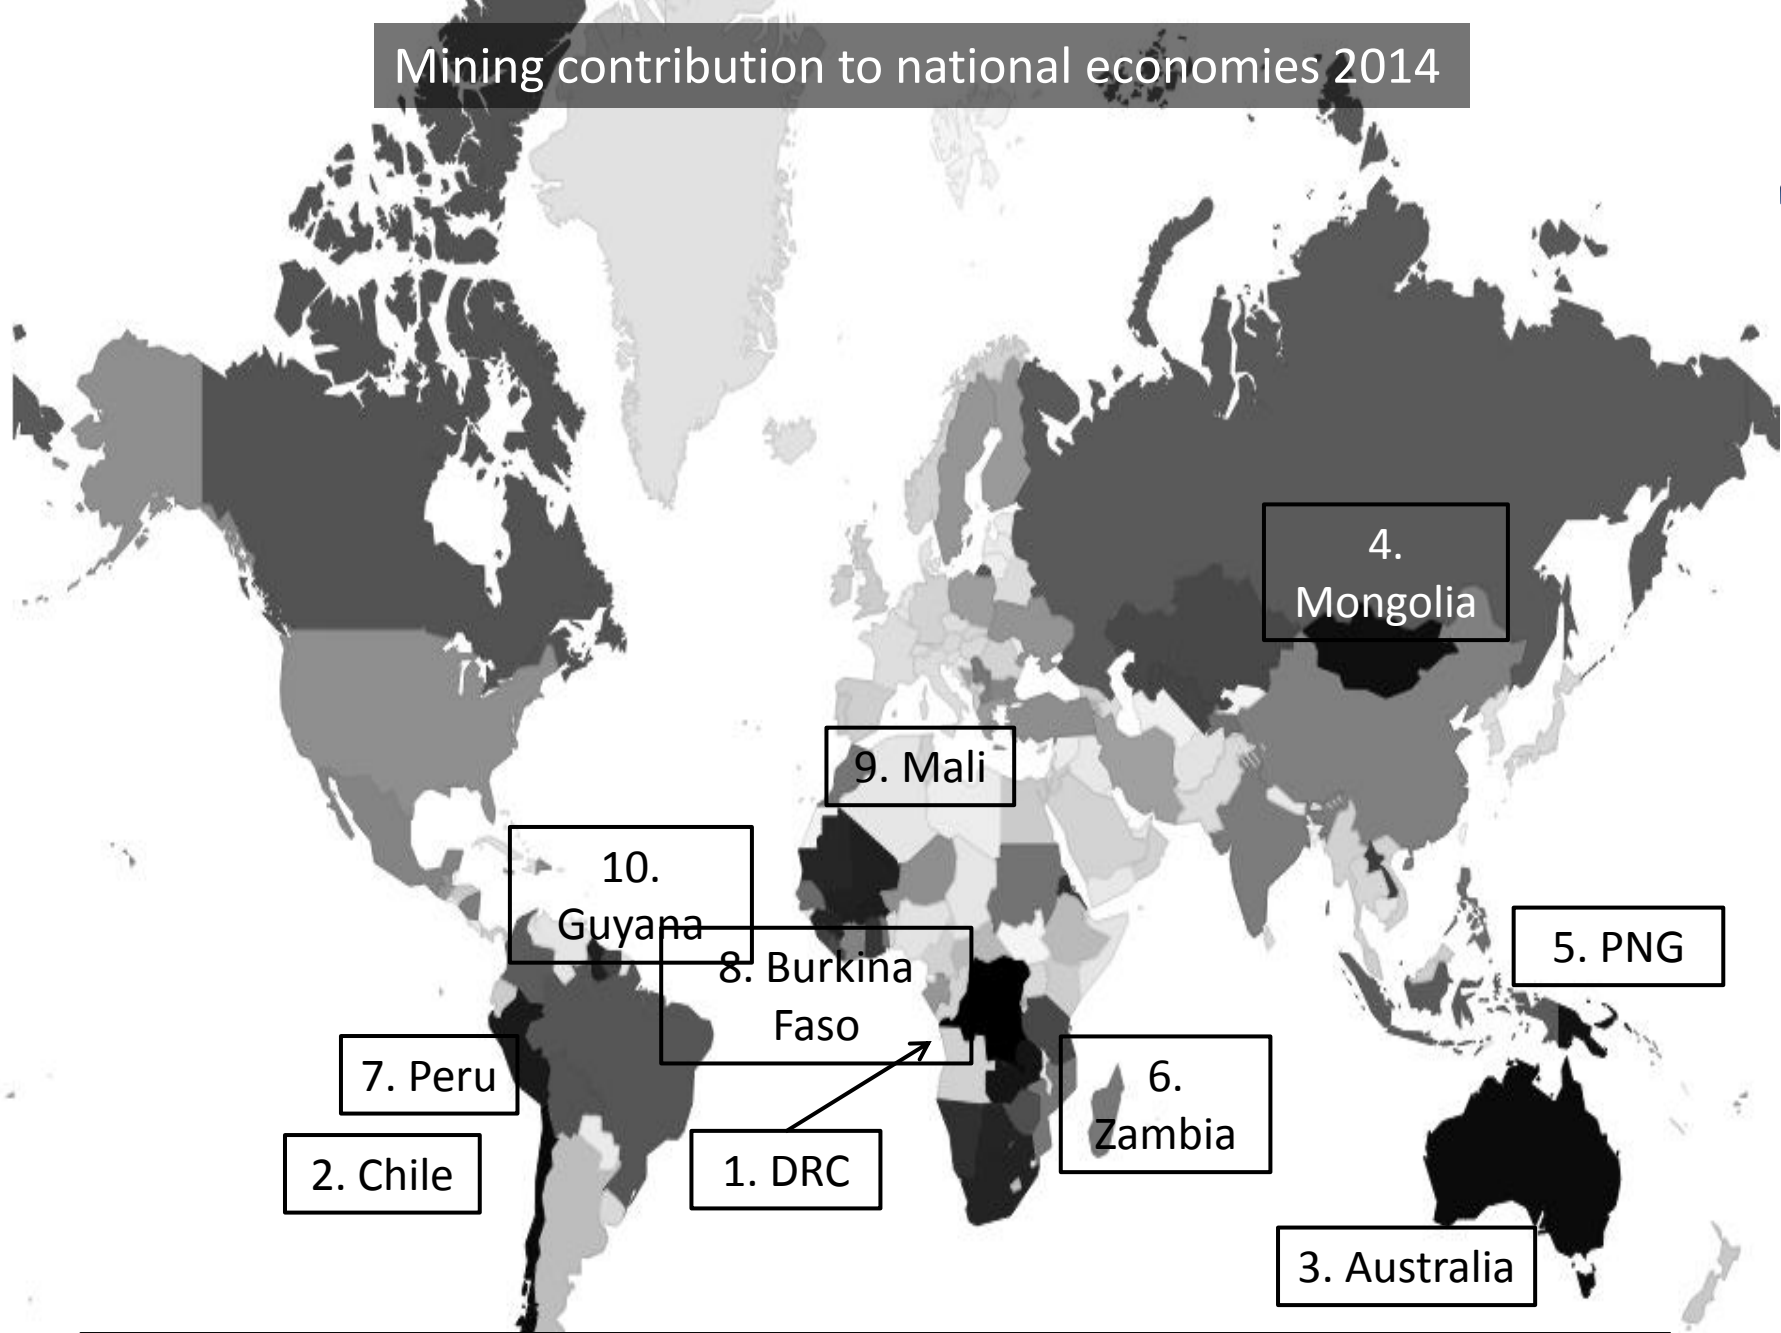 Mining contribution to national economies 2014
4.
Mongolia
9. Mali
10.
Guyana
8. Burkina
Faso
5. PNG
7. Peru
6.
Zambia
2. Chile
1. DRC
3. Australia